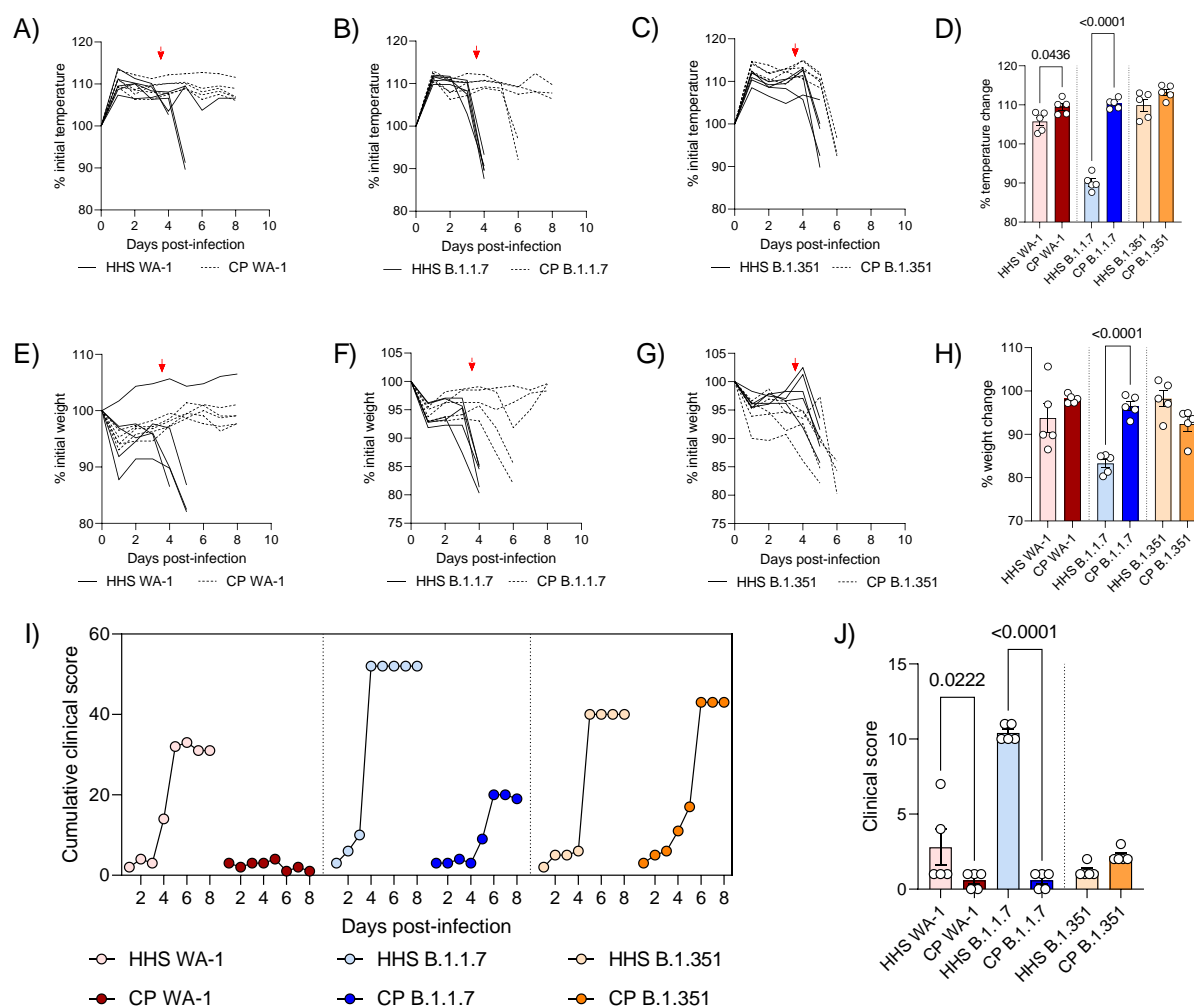 A)
% initial temperature
120
110
100
90
80
0 2 4 6 8 10
Days post-infection
HHS WA-1 CP WA-1
B)
% initial temperature
120
110
100
90
80
0 2 4 6 8 10
Days post-infection
HHS B.1.1.7 CP B.1.1.7
C)
% initial temperature
120
110
100
90
80
0 2 4 6 8 10
Days post-infection
HHS B.1.351 CP B.1.351
D)
<0.0001
0.0436
% temperature change
120
110
100
90
80
HHS WA-1
CP WA-1
HHS B.1.1.7
CP B.1.1.7
HHS B.1.351
CP B.1.351
E)
% initial weight
110
100
90
80
0 2 4 6 8 10
Days post-infection
HHS WA-1 CP WA-1
F)
% initial weight
105
100
95
90
85
80
75
0 2 4 6 8 10
Days post-infection
HHS B.1.1.7 CP B.1.1.7
G)
% initial weight
105
100
95
90
85
80
75
0 2 4 6 8 10
Days post-infection
HHS B.1.351 CP B.1.351
H)
<0.0001
% weight change
110
100
90
80
70
HHS WA-1
CP WA-1
HHS B.1.1.7
CP B.1.1.7
HHS B.1.351
CP B.1.351
I)
Cumulative clinical score
60
40
20
0
2 4 6 8 2 4 6 8 2 4 6 8 2 4 6 8 2 4 6 8 2 4 6 8
Days post-infection
HHS WA-1 HHS B.1.1.7 HHS B.1.351
CP WA-1 CP B.1.1.7 CP B.1.351
J)
<0.0001
0.0222
Clinical score
15
10
5
0
HHS WA-1
CP WA-1
HHS B.1.1.7
CP B.1.1.7
HHS B.1.351
CP B.1.351